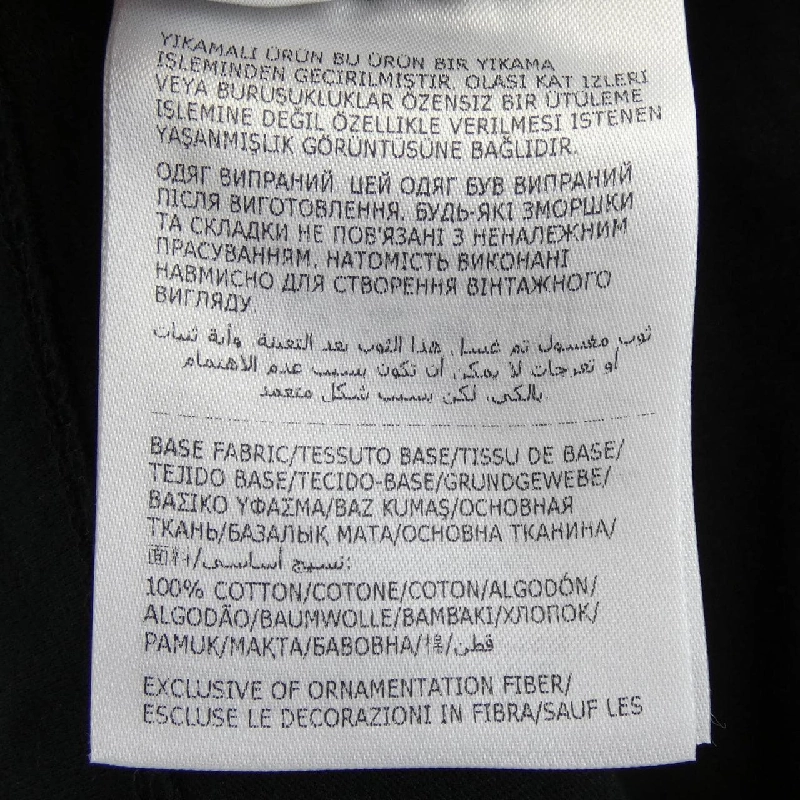 YIKAMALI ÜRÜN BU ÜRÜN BIR YIKAMA
IŞLEMINDEN GEÇIRILMIŞTIR. OLASI KAT IZLERI
VEYA BURUŞUKLUKLAR ÖZENSIZ BIR ÜTÜLEME
IŞLEMINE DEĞIL ÖZELLIKLE VERILMESI ISTENEN
YAŞANMIŞLIK GÖRÜNTÜSÜNE BAĞLIDIR.
ОДЯГ ВИПРАНИЙ. ЦЕЙ ОДЯГ БУВ ВИПРАНИЙ
ПІСЛЯ ВИГОТОВЛЕННЯ. БУДЬ-ЯКІ ЗМОРШКИ
ТА СКЛАДКИ НЕ ПОВ'ЯЗАНІ З НЕНАЛЕЖНИМ
ПРАСУВАННЯМ, НАТОМІСТЬ ВИКОНАНІ
НАВМИСНО ДЛЯ СТВОРЕННЯ ВІНТАЖНОГО
ВИГЛЯДУ.
ثوب مغسول تم غسل هذا الثوب بعد التعبئة. وأية ثنيات
أو تعرجات لا يمكن أن تكون بسبب عدم الاهتمام
بالكي، لكن بسبب شكل متعمد.
BASE FABRIC/TESSUTO BASE/TISSU DE BASE/
TEJIDO BASE/TECIDO-BASE/GRUNDGEWEBE/
ΒΑΣΙΚΟ ΥΦΑΣΜΑ/BAZ KUMAŞ/ОСНОВНАЯ
ТКАНЬ/БАЗАЛЫҚ МАТА/ОСНОВНА ТКАНИНА/
面料/نسيج أساسي:
100% COTTON/COTONE/COTON/ALGODÓN/
ALGODÃO/BAUMWOLLE/ΒΑΜΒΑΚΙ/ХЛОПОК/
PAMUK/МАҚТА/БАВОВНА/棉/قطن
EXCLUSIVE OF ORNAMENTATION FIBER/
ESCLUSE LE DECORAZIONI IN FIBRA/SAUF LES